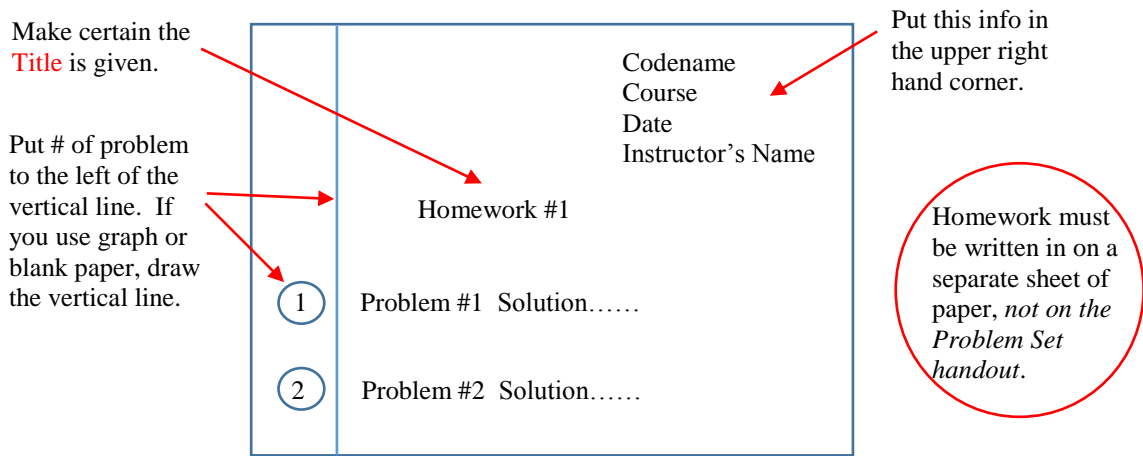 Make certain the
Title is given.
Put # of problem
to the left of the
vertical line. If
you use graph or
blank paper, draw
the vertical line.
Codename
Course
Date
Instructor's Name
Homework #1
1 Problem #1 Solution……
2 Problem #2 Solution……
Put this info in
the upper right
hand corner.
Homework must
be written in on a
separate sheet of
paper, not on the
Problem Set
handout.